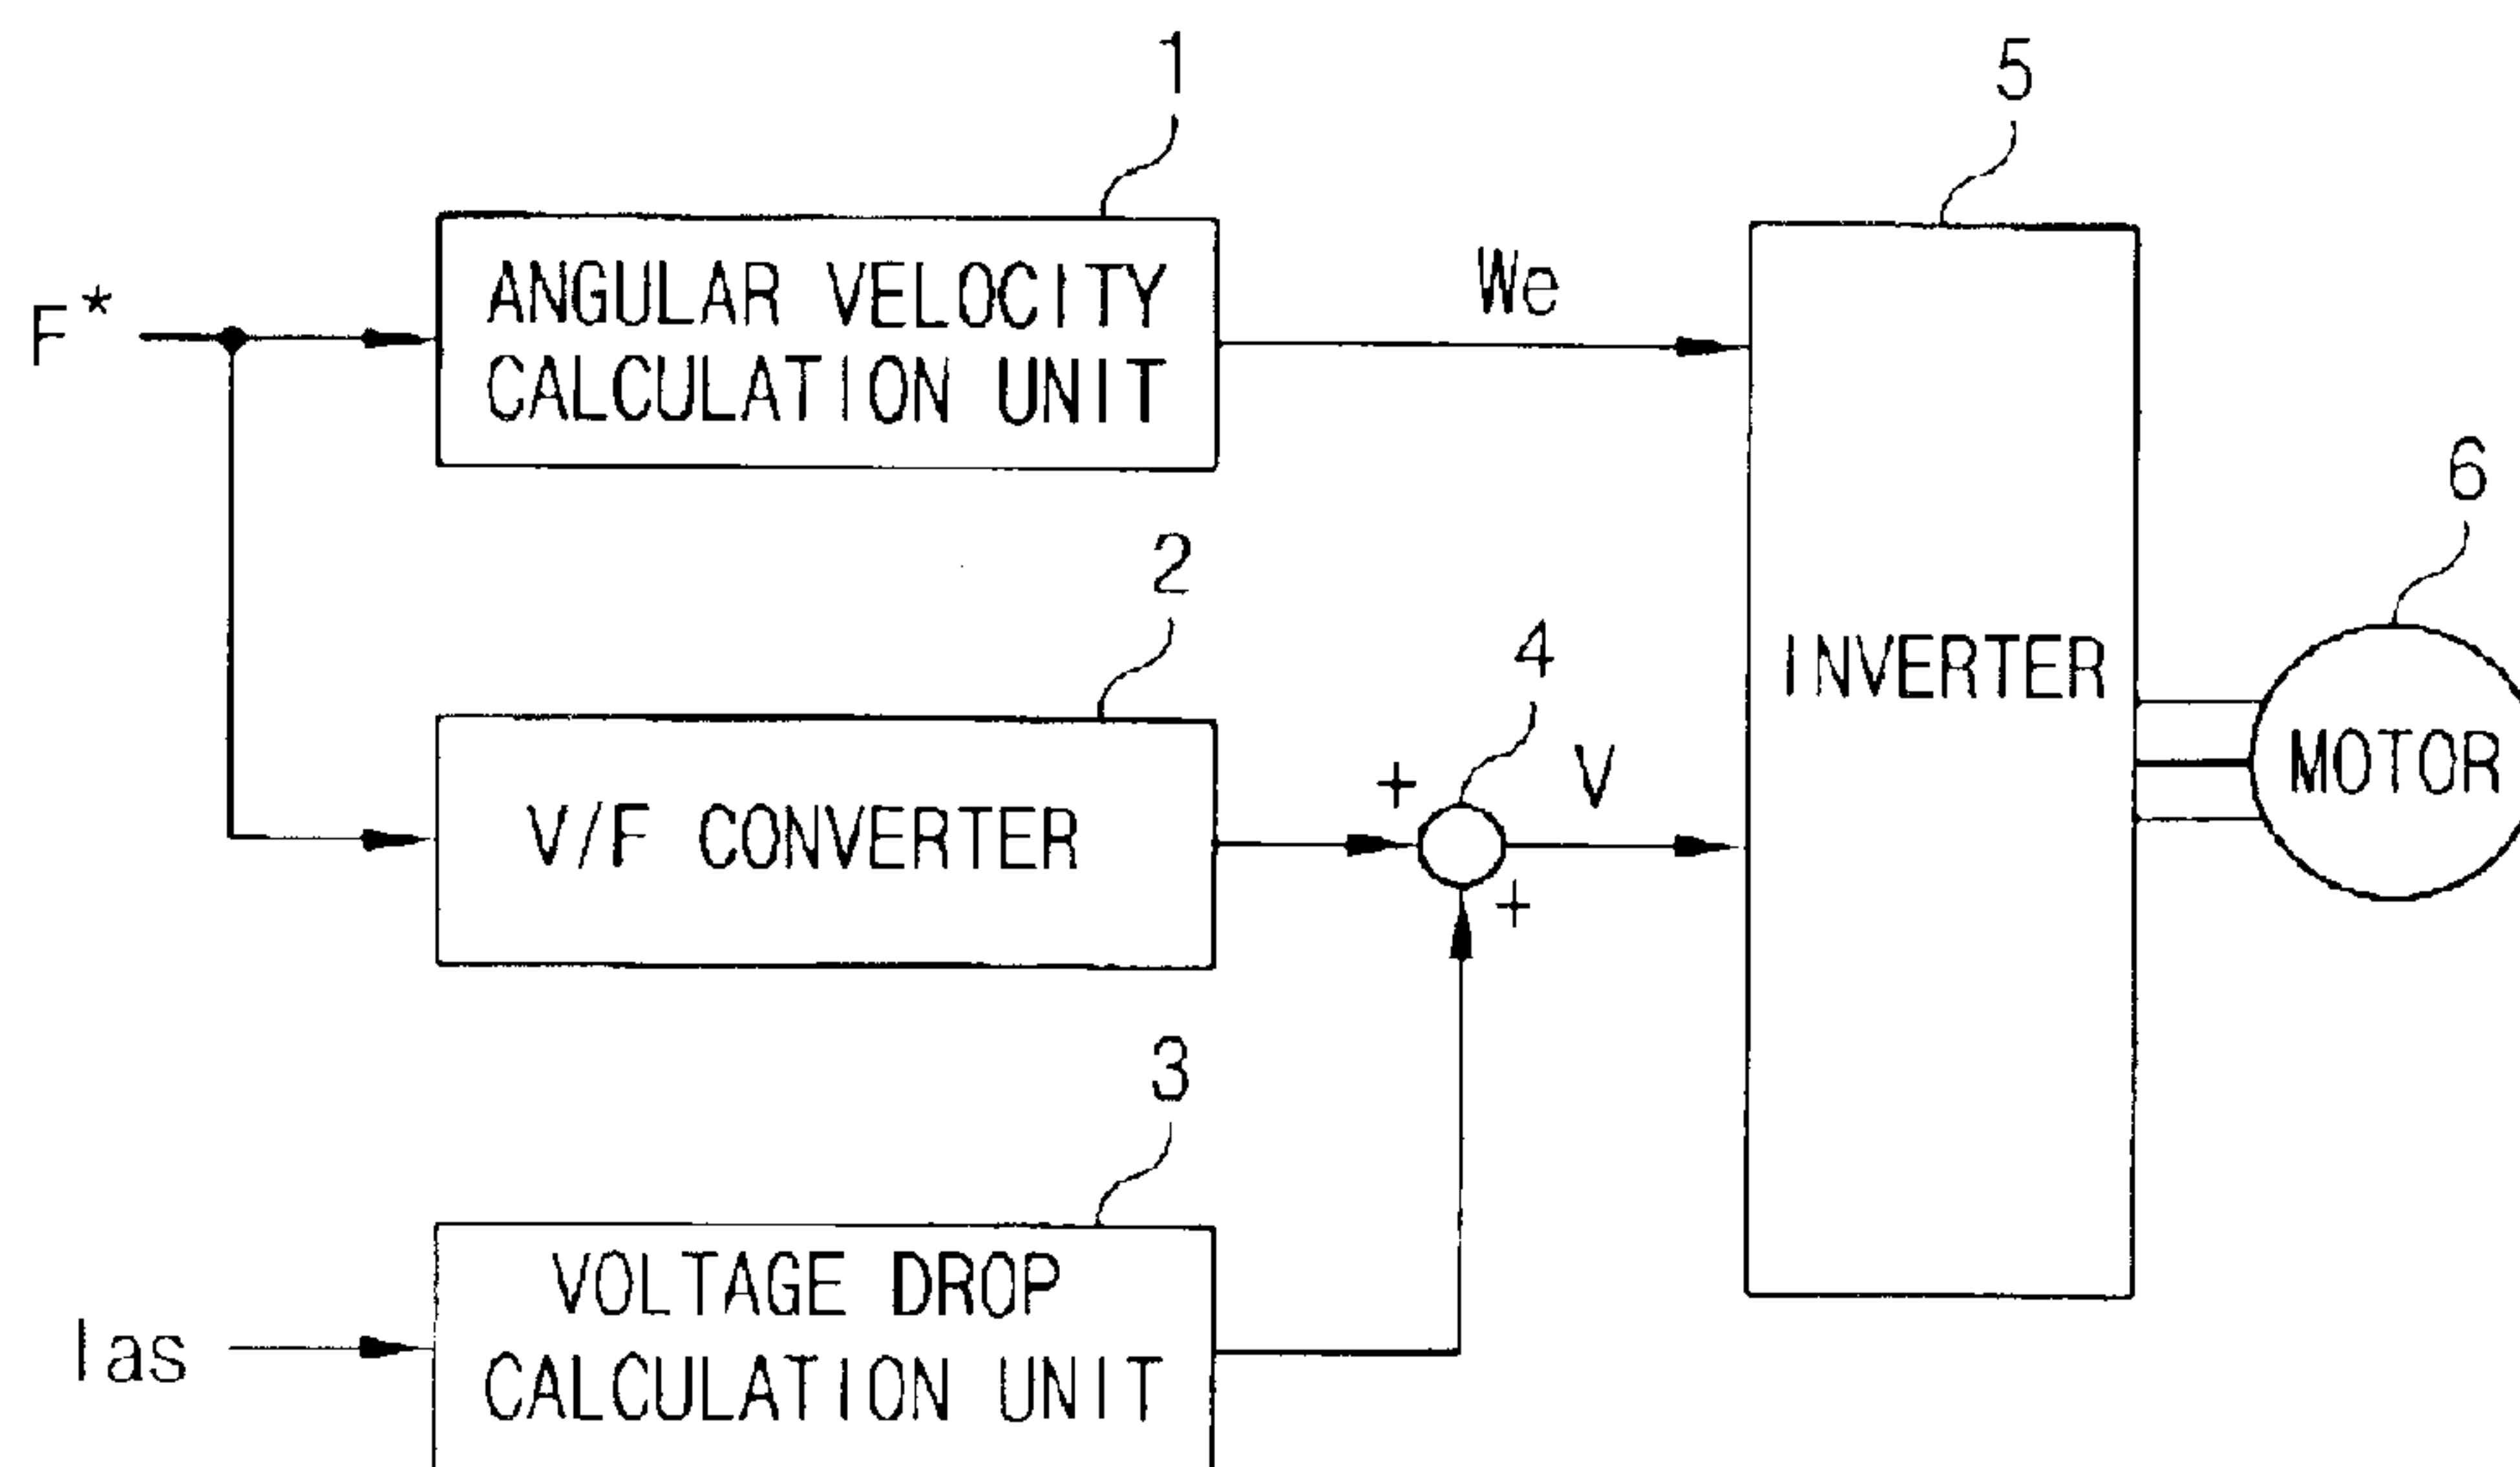 1
5
F*
ANGULAR VELOCITY
CALCULATION UNIT
We
6
2
4
INVERTER
V/F CONVERTER
+
V
MOTOR
+
3
Ias
VOLTAGE DROP
CALCULATION UNIT